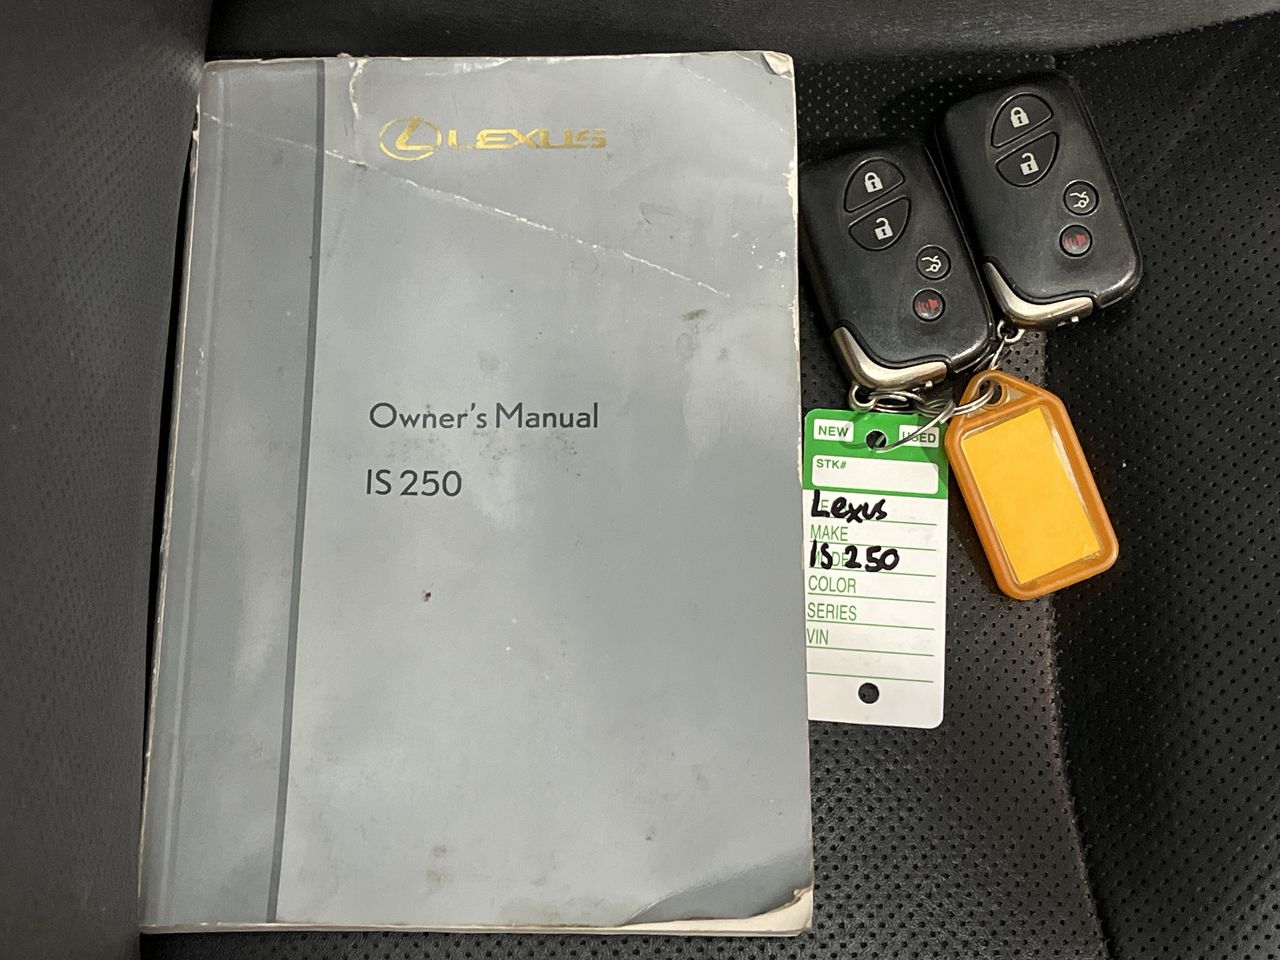 LEXUS
Owner's Manual
IS 250
NEW USED
STK#
Lexus
MAKE
IS 250
COLOR
SERIES
VIN